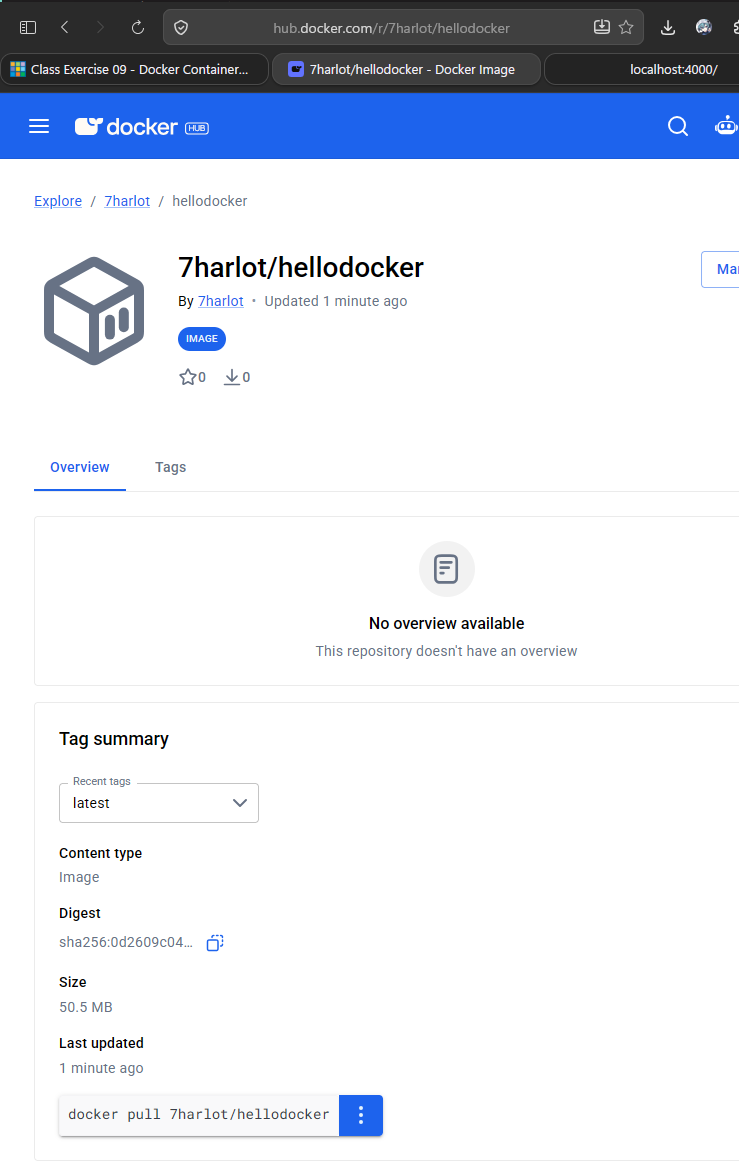 hub.docker.com/r/7harlot/hellodocker
Class Exercise 09 - Docker Container...
7harlot/hellodocker - Docker Image
localhost:4000/
docker HUB
Explore / 7harlot / hellodocker
7harlot/hellodocker
By 7harlot • Updated 1 minute ago
IMAGE
0 0
Overview Tags
No overview available
This repository doesn't have an overview
Tag summary
Recent tags
latest
Content type
Image
Digest
sha256:0d2609c04...
Size
50.5 MB
Last updated
1 minute ago
docker pull 7harlot/hellodocker